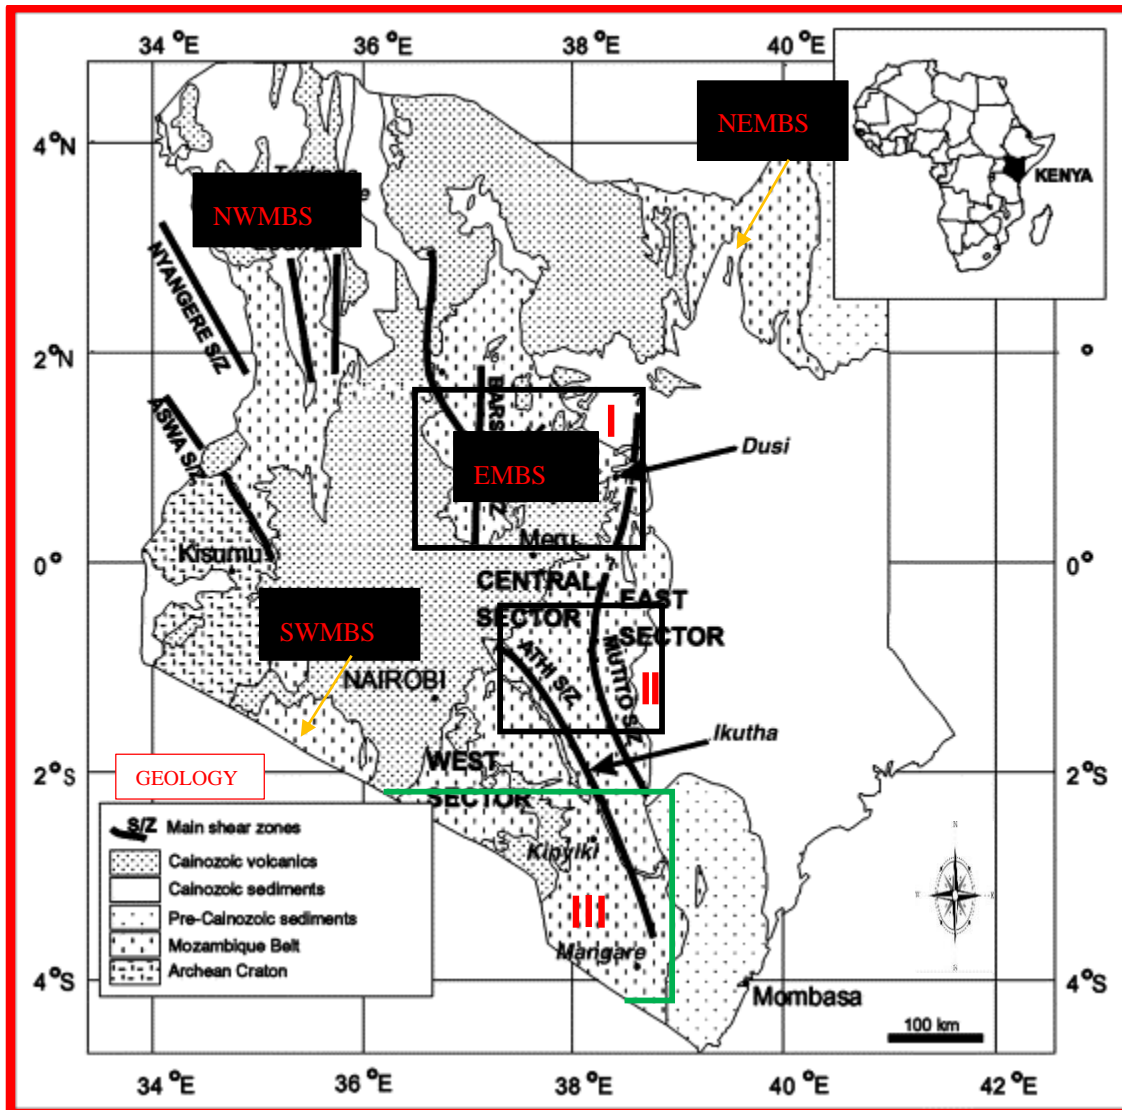 34 °E
36 °E
38 °E
40 °E
4°N
NEMBS
KENYA
NWMBS
NYANGERE S/Z
2°N
°
BARS
I
ASWA S/Z
Dusi
EMBS
Z
Meru
Kisumu
0°
0°
CENTRAL
SECTOR
EAST
SECTOR
SWMBS
ATHI S/Z
MUTITO S/Z
NAIROBI
II
Ikutha
WEST
SECTOR
2°S
2°S
GEOLOGY
S/Z Main shear zones
Cainozoic volcanics
Cainozoic sediments
Pre-Cainozoic sediments
Mozambique Belt
Archean Craton
Kinyiki
III
Mangare
N
W
E
S
4°S
4°S
Mombasa
100 km
34 °E
36 °E
38 °E
40 °E
42 °E